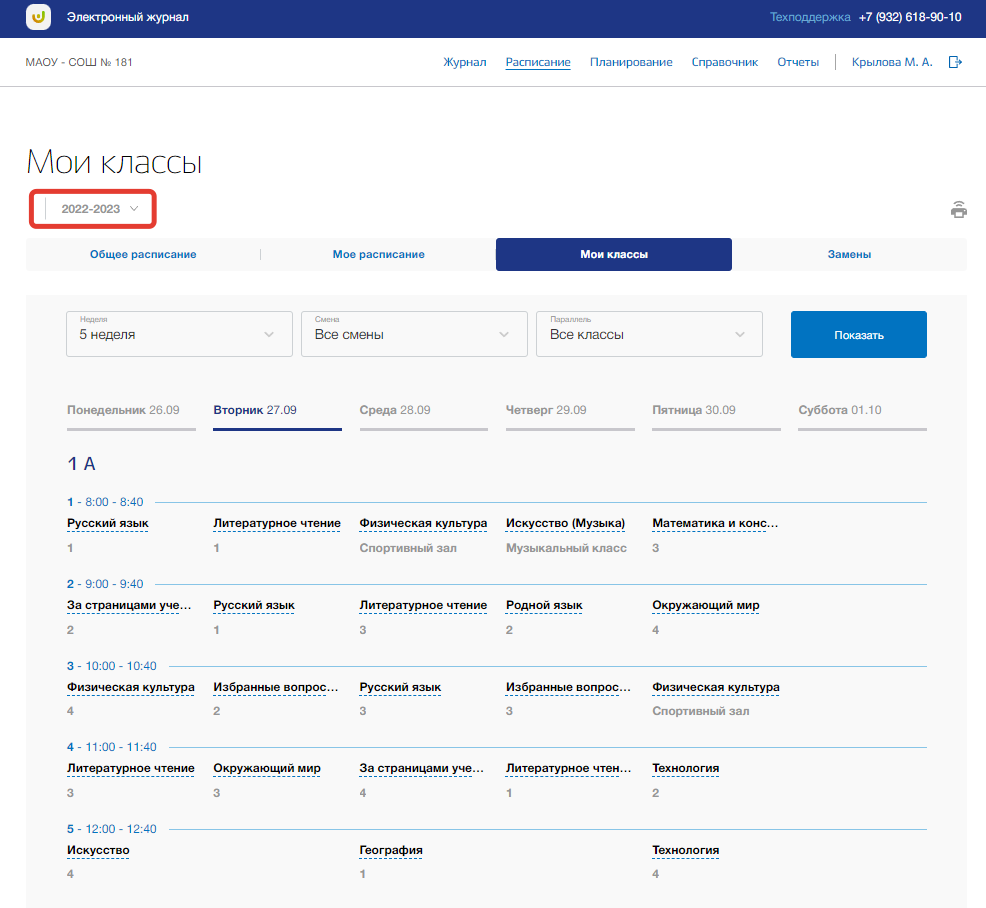 Электронный журнал
Техподдержка +7 (932) 618-90-10
МАОУ - СОШ № 181
Журнал Расписание Планирование Справочник Отчеты Крылова М. А.
Мои классы
2022-2023
Общее расписание Мое расписание Мои классы Замены
Неделя Смена Параллель
5 неделя Все смены Все классы Показать
Понедельник 26.09 Вторник 27.09 Среда 28.09 Четверг 29.09 Пятница 30.09 Суббота 01.10
1 А
1 - 8:00 - 8:40
Русский язык Литературное чтение Физическая культура Искусство (Музыка) Математика и конс...
1 1 Спортивный зал Музыкальный класс 3
2 - 9:00 - 9:40
За страницами уче... Русский язык Литературное чтение Родной язык Окружающий мир
2 1 3 2 4
3 - 10:00 - 10:40
Физическая культура Избранные вопрос... Русский язык Избранные вопрос... Физическая культура
4 2 3 3 Спортивный зал
4 - 11:00 - 11:40
Литературное чтение Окружающий мир За страницами уче... Литературное чтен... Технология
3 3 4 1 2
5 - 12:00 - 12:40
Искусство География Технология
4 1 4